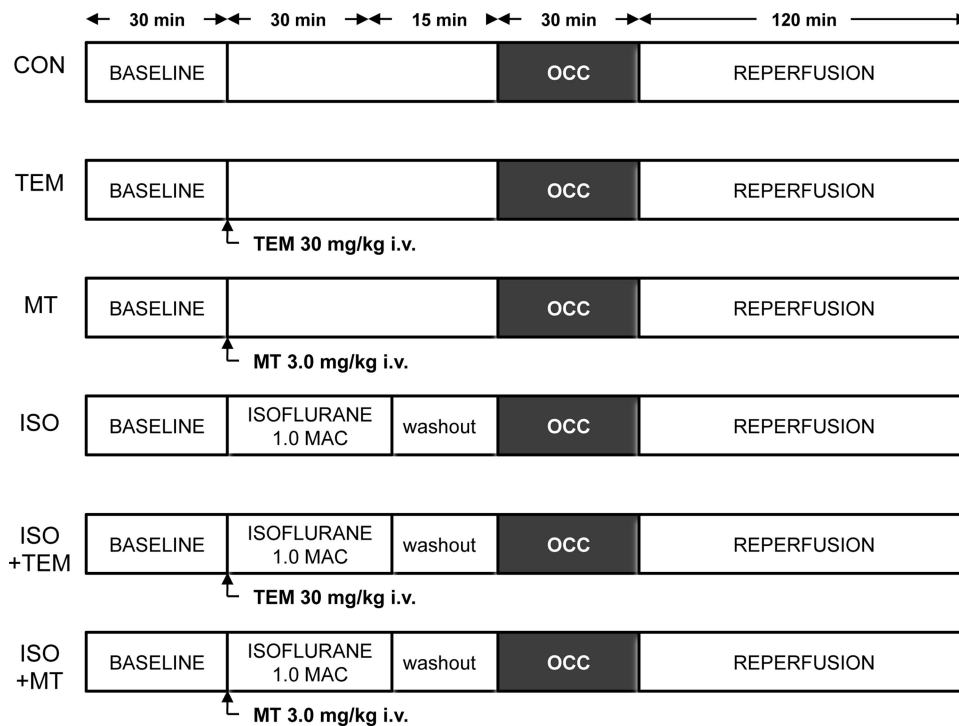 30 min 30 min 15 min 30 min 120 min
CON BASELINE OCC REPERFUSION
TEM BASELINE OCC REPERFUSION
TEM 30 mg/kg i.v.
MT BASELINE OCC REPERFUSION
MT 3.0 mg/kg i.v.
ISO BASELINE ISOFLURANE
1.0 MAC washout OCC REPERFUSION
ISO
+TEM BASELINE ISOFLURANE
1.0 MAC washout OCC REPERFUSION
TEM 30 mg/kg i.v.
ISO
+MT BASELINE ISOFLURANE
1.0 MAC washout OCC REPERFUSION
MT 3.0 mg/kg i.v.